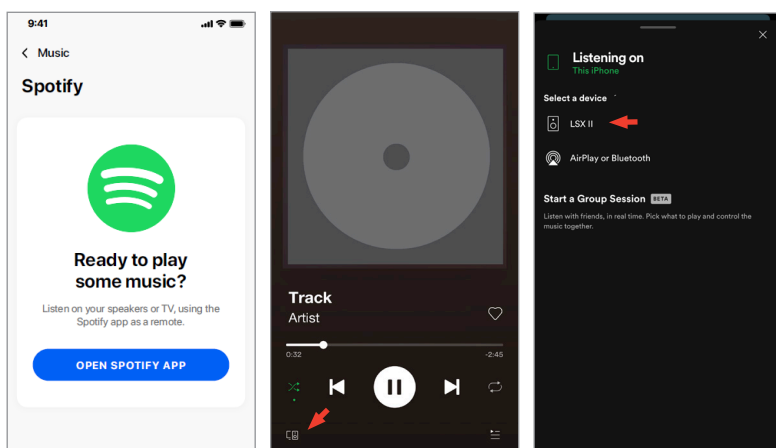 9:41
Music
Spotify
Ready to play
some music?
Listen on your speakers or TV, using the
Spotify app as a remote.
OPEN SPOTIFY APP
Track
Artist
0:32
-2:45
Listening on
This iPhone
Select a device
LSX II
AirPlay or Bluetooth
Start a Group Session BETA
Listen with friends, in real time. Pick what to play and control the
music together.